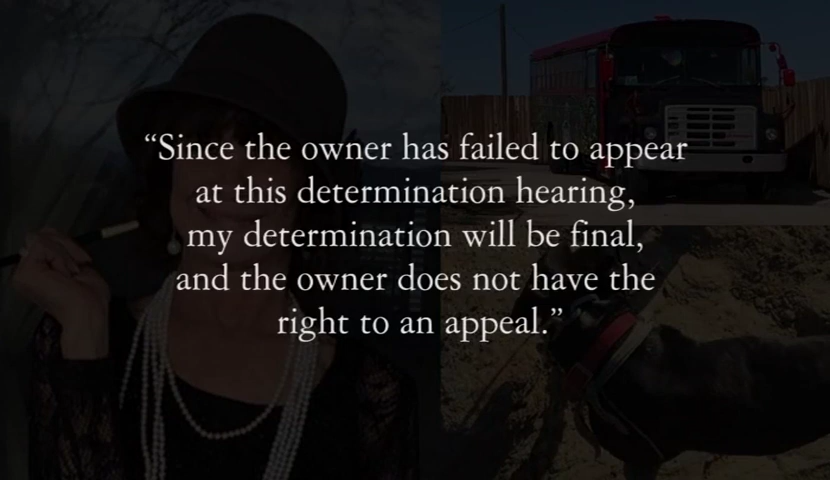 “Since the owner has failed to appear
at this determination hearing,
my determination will be final,
and the owner does not have the
right to an appeal.”